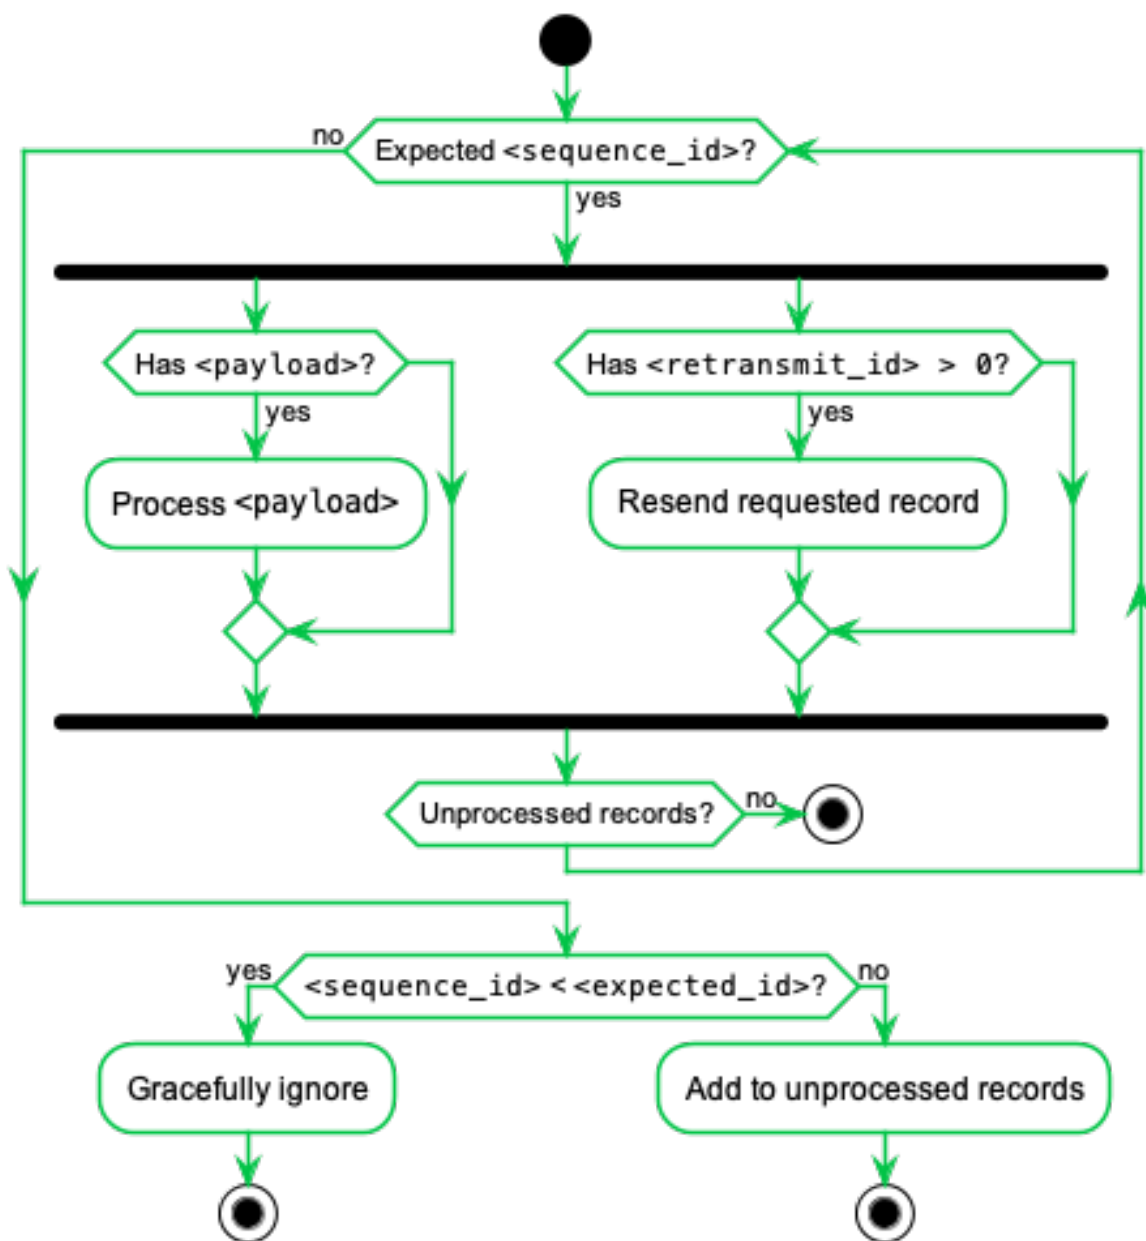 no
Expected <sequence_id>?
yes
Has <payload>?
Has <retransmit_id> > 0?
yes
yes
Process <payload>
Resend requested record
Unprocessed records?
no
yes
<sequence_id> < <expected_id>?
no
Gracefully ignore
Add to unprocessed records